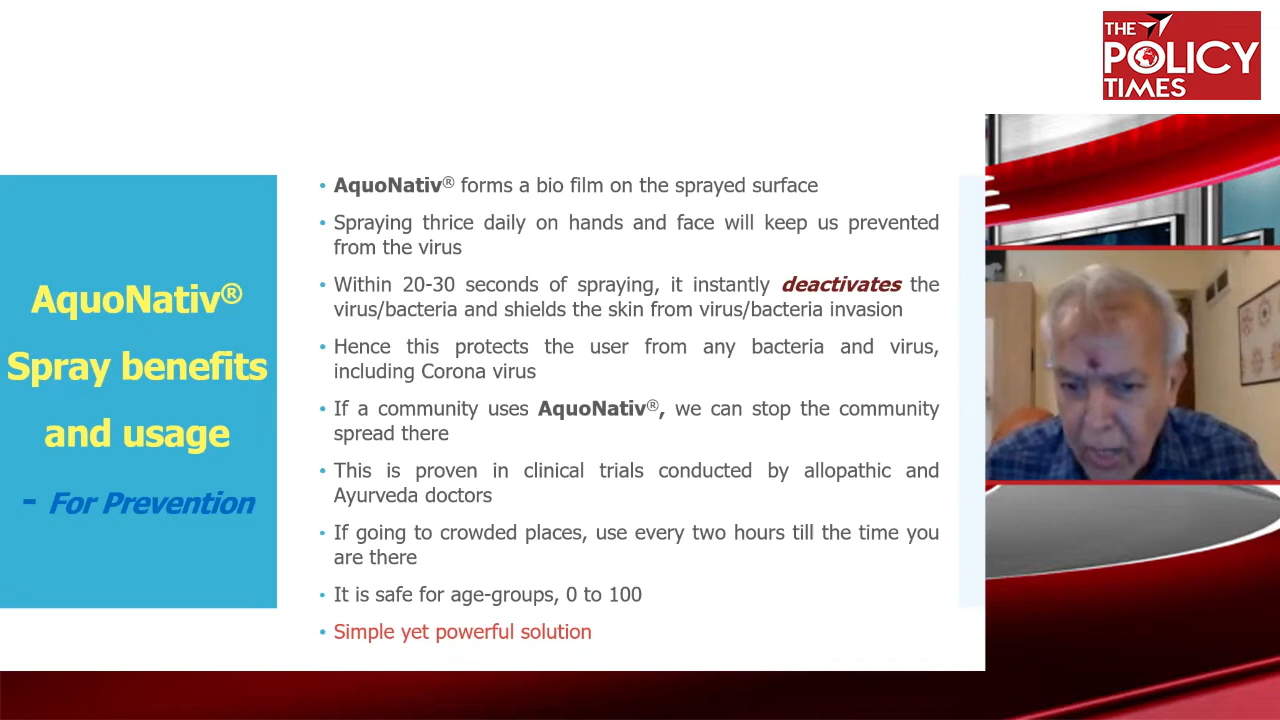 THE
POLICY
TIMES
AquoNativ®
Spray benefits
and usage
- For Prevention
• AquoNativ® forms a bio film on the sprayed surface
• Spraying thrice daily on hands and face will keep us prevented
from the virus
• Within 20-30 seconds of spraying, it instantly deactivates the
virus/bacteria and shields the skin from virus/bacteria invasion
• Hence this protects the user from any bacteria and virus,
including Corona virus
• If a community uses AquoNativ®, we can stop the community
spread there
• This is proven in clinical trials conducted by allopathic and
Ayurveda doctors
• If going to crowded places, use every two hours till the time you
are there
• It is safe for age-groups, 0 to 100
• Simple yet powerful solution